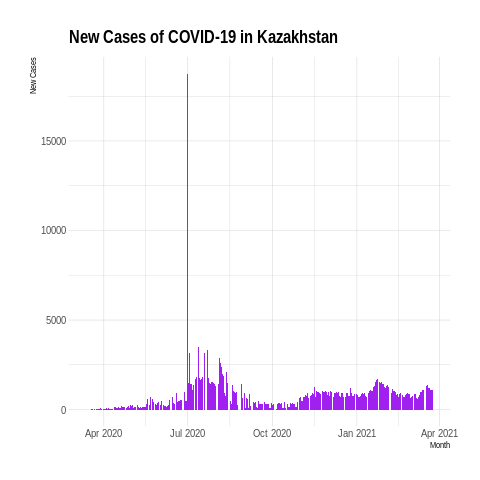 New Cases of COVID-19 in Kazakhstan
New Cases
15000
10000
5000
0
Apr 2020 Jul 2020 Oct 2020 Jan 2021 Apr 2021
Month